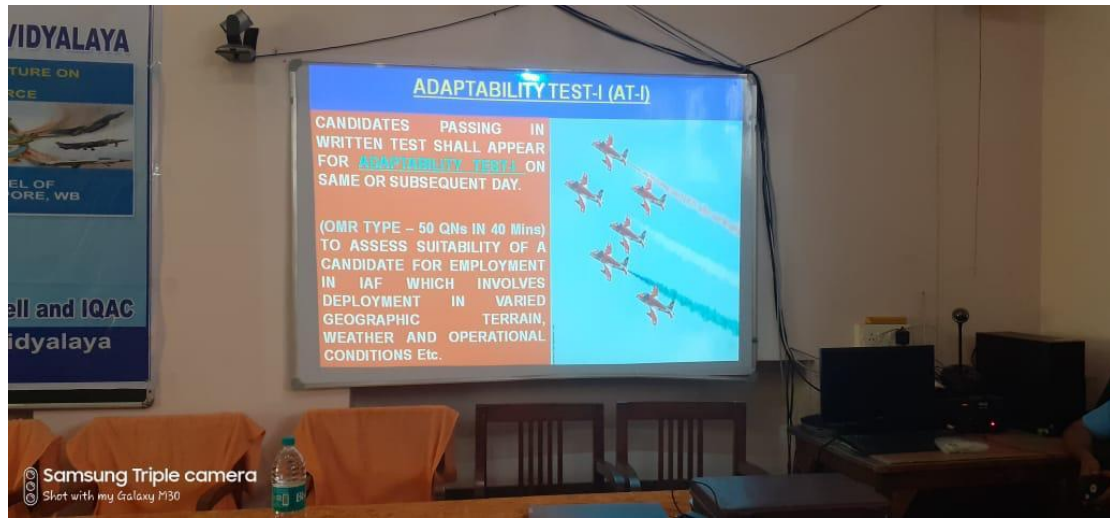 VIDYALAYA
TURE ON
RCE
EL OF
PORE, WB
ell and IQAC
idyalaya
ADAPTABILITY TEST-I (AT-I)
CANDIDATES PASSING IN
WRITTEN TEST SHALL APPEAR
FOR ADAPTABILITY TEST-I ON
SAME OR SUBSEQUENT DAY.
(OMR TYPE – 50 QNs IN 40 Mins)
TO ASSESS SUITABILITY OF A
CANDIDATE FOR EMPLOYMENT
IN IAF WHICH INVOLVES
DEPLOYMENT IN VARIED
GEOGRAPHIC TERRAIN,
WEATHER AND OPERATIONAL
CONDITIONS Etc.
Samsung Triple camera
Shot with my Galaxy M30